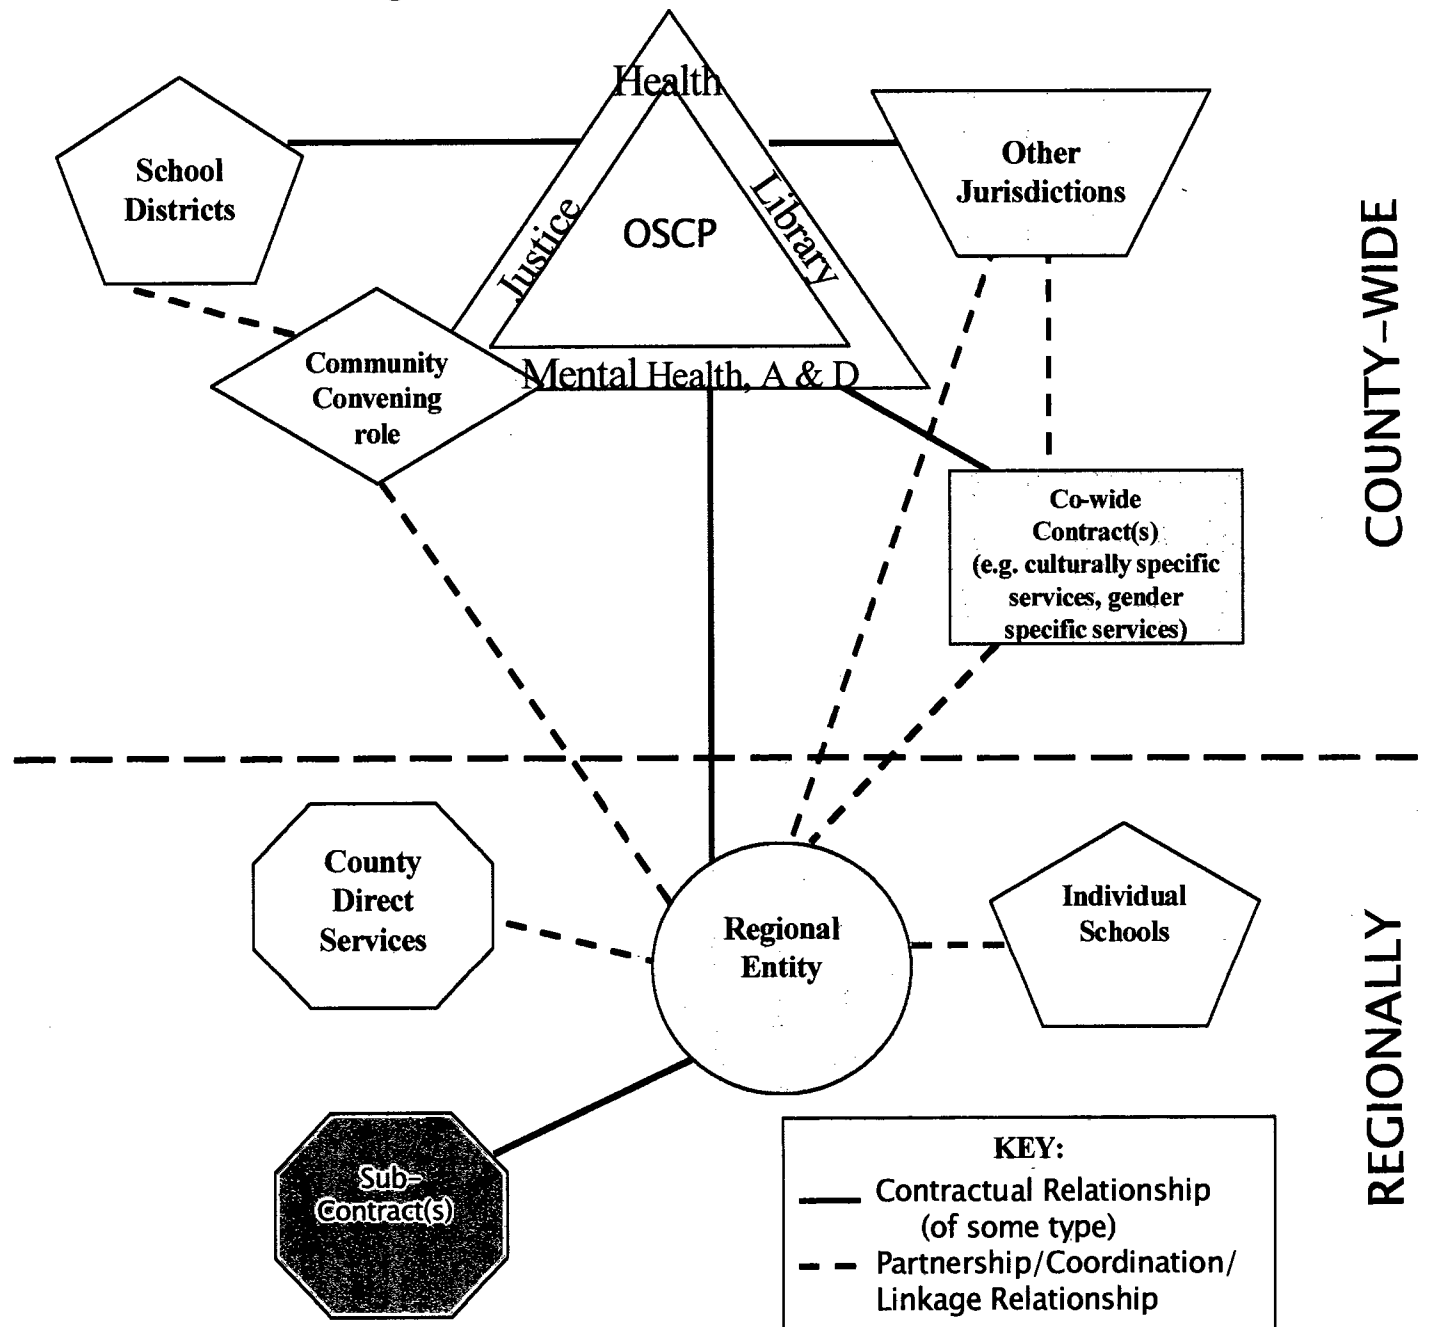 Health
School
Districts
Justice
OSCP
Library
Other
Jurisdictions
COUNTY-WIDE
Community
Convening
role
Mental Health, A & D
Co-wide
Contract(s)
(e.g. culturally specific
services, gender
specific services)
County
Direct
Services
Regional
Entity
Individual
Schools
REGIONALLY
Sub-
Contract(s)
KEY:
Contractual Relationship
(of some type)
Partnership/Coordination/
Linkage Relationship